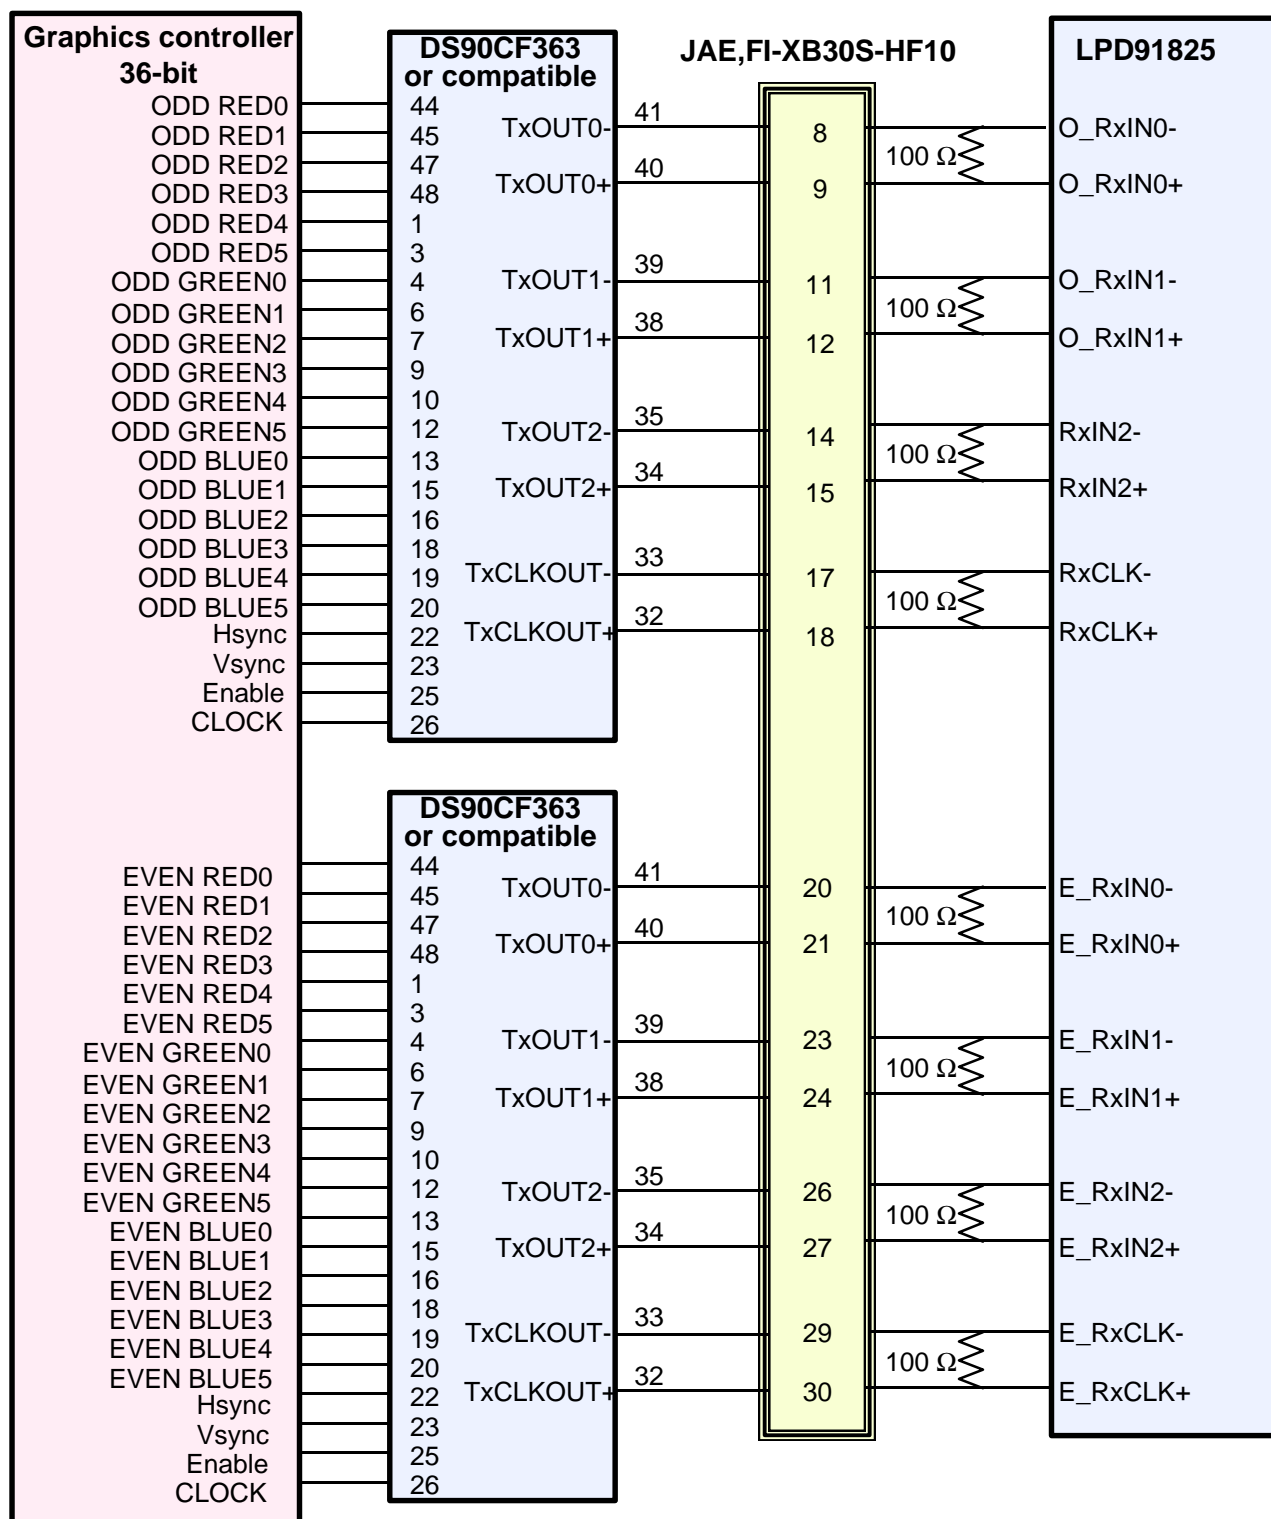 Graphics controller
36-bit
ODD RED0
ODD RED1
ODD RED2
ODD RED3
ODD RED4
ODD RED5
ODD GREEN0
ODD GREEN1
ODD GREEN2
ODD GREEN3
ODD GREEN4
ODD GREEN5
ODD BLUE0
ODD BLUE1
ODD BLUE2
ODD BLUE3
ODD BLUE4
ODD BLUE5
Hsync
Vsync
Enable
CLOCK
EVEN RED0
EVEN RED1
EVEN RED2
EVEN RED3
EVEN RED4
EVEN RED5
EVEN GREEN0
EVEN GREEN1
EVEN GREEN2
EVEN GREEN3
EVEN GREEN4
EVEN GREEN5
EVEN BLUE0
EVEN BLUE1
EVEN BLUE2
EVEN BLUE3
EVEN BLUE4
EVEN BLUE5
Hsync
Vsync
Enable
CLOCK
DS90CF363
or compatible
44
45
47
48
1
3
4
6
7
9
10
12
13
15
16
18
19
20
22
23
25
26
TxOUT0-
TxOUT0+
TxOUT1-
TxOUT1+
TxOUT2-
TxOUT2+
TxCLKOUT-
TxCLKOUT+
41
40
39
38
35
34
33
32
DS90CF363
or compatible
44
45
47
48
1
3
4
6
7
9
10
12
13
15
16
18
19
20
22
23
25
26
TxOUT0-
TxOUT0+
TxOUT1-
TxOUT1+
TxOUT2-
TxOUT2+
TxCLKOUT-
TxCLKOUT+
41
40
39
38
35
34
33
32
JAE,FI-XB30S-HF10
8
9
11
12
14
15
17
18
20
21
23
24
26
27
29
30
100 Ω
100 Ω
100 Ω
100 Ω
100 Ω
100 Ω
100 Ω
100 Ω
LPD91825
O_RxIN0-
O_RxIN0+
O_RxIN1-
O_RxIN1+
RxIN2-
RxIN2+
RxCLK-
RxCLK+
E_RxIN0-
E_RxIN0+
E_RxIN1-
E_RxIN1+
E_RxIN2-
E_RxIN2+
E_RxCLK-
E_RxCLK+